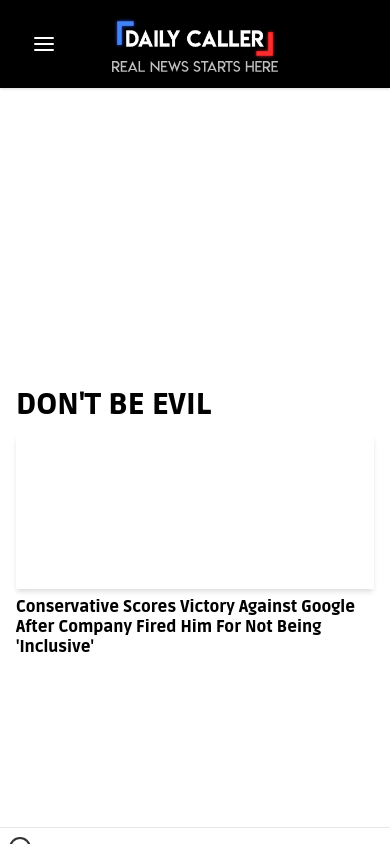 DAILY CALLER
REAL NEWS STARTS HERE
DON'T BE EVIL
Conservative Scores Victory Against Google
After Company Fired Him For Not Being
'Inclusive'